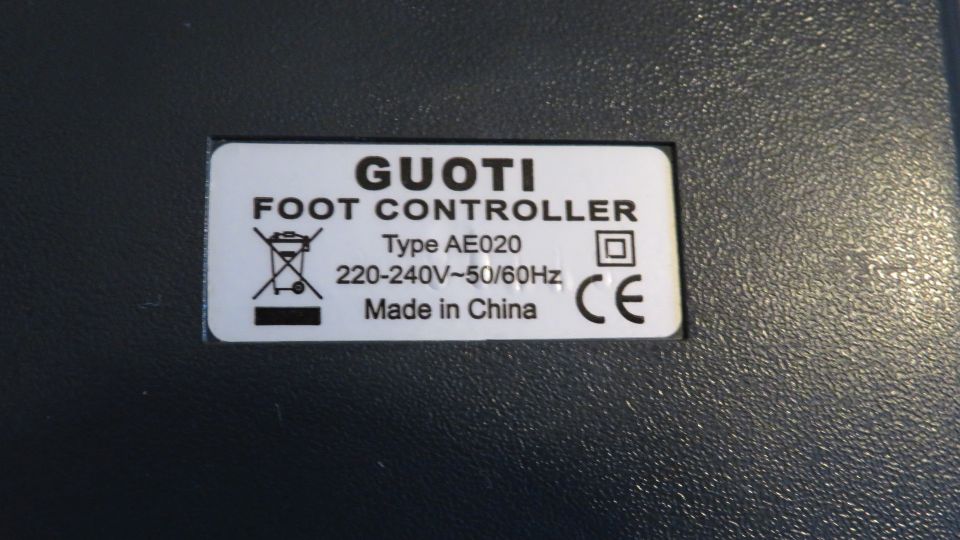 GUOTI
FOOT CONTROLLER
Type AE020
220-240V~50/60Hz
Made in China
CE